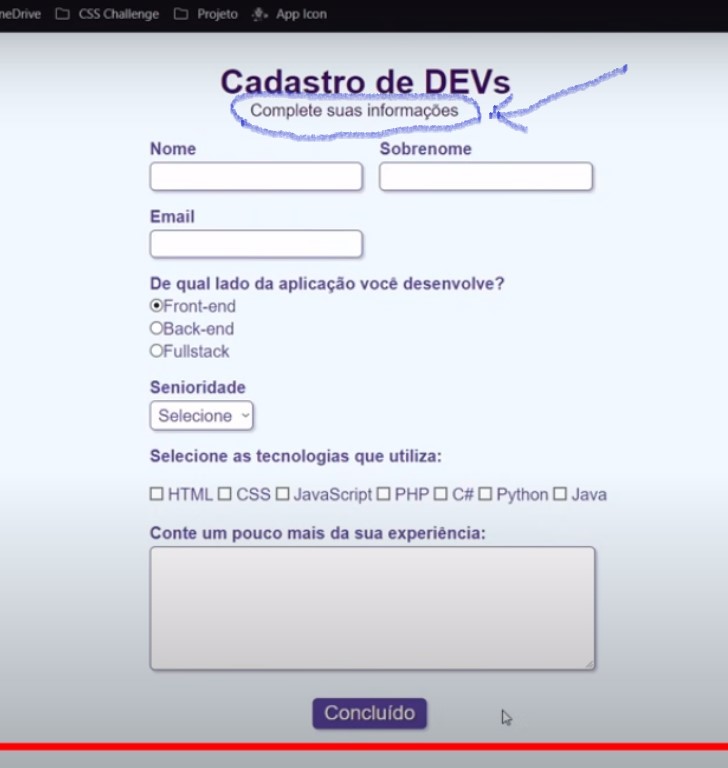 neDrive CSS Challenge Projeto App Icon
Cadastro de DEVs
Complete suas informações
Nome Sobrenome
Email
De qual lado da aplicação você desenvolve?
Front-end
Back-end
Fullstack
Senioridade
Selecione
Selecione as tecnologias que utiliza:
HTML CSS JavaScript PHP C# Python Java
Conte um pouco mais da sua experiência:
Concluído